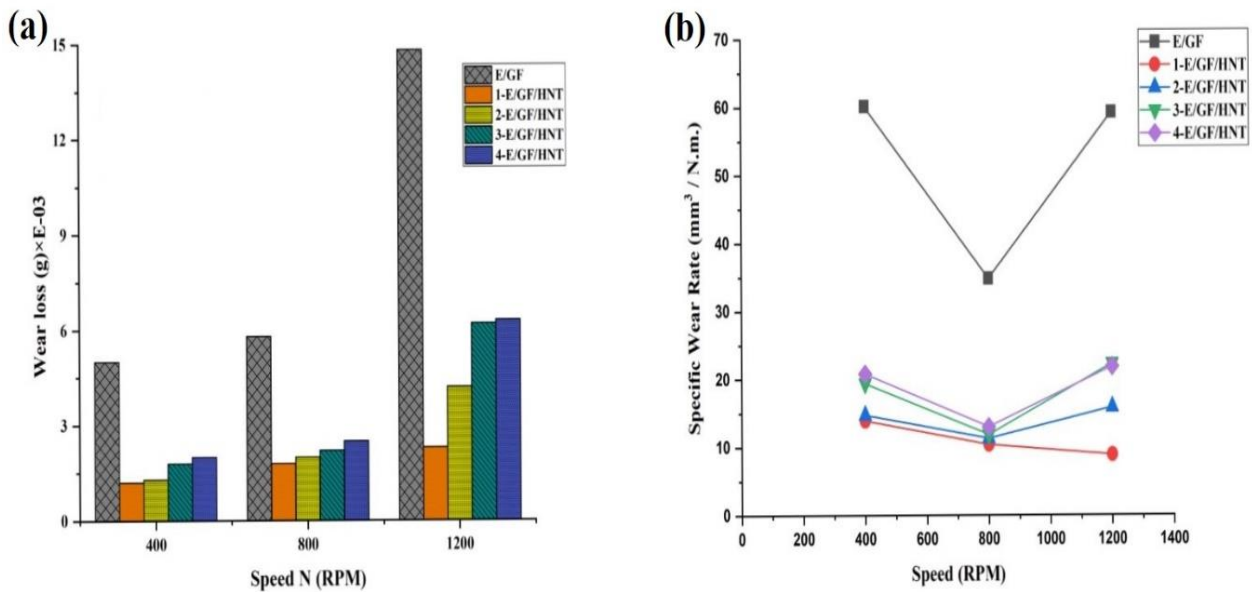 (a)
15
12
9
6
3
0
Wear loss (g)×E-03
400
800
1200
Speed N (RPM)
E/GF
1-E/GF/HNT
2-E/GF/HNT
3-E/GF/HNT
4-E/GF/HNT
(b)
70
60
50
40
30
20
10
0
Specific Wear Rate (mm³ / N.m.)
0
200
400
600
800
1000
1200
1400
Speed (RPM)
E/GF
1-E/GF/HNT
2-E/GF/HNT
3-E/GF/HNT
4-E/GF/HNT